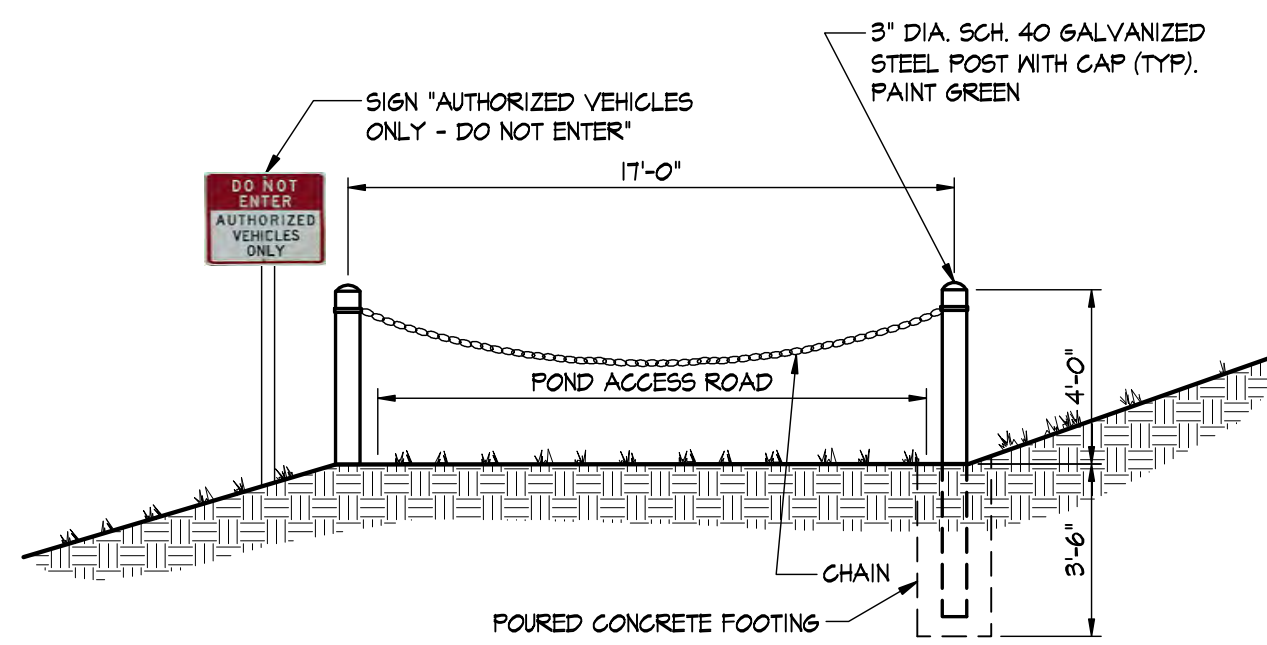 3" DIA. SCH. 40 GALVANIZED
STEEL POST WITH CAP (TYP).
PAINT GREEN
SIGN "AUTHORIZED VEHICLES
ONLY - DO NOT ENTER"
17'-0"
DO NOT
ENTER
AUTHORIZED
VEHICLES
ONLY
POND ACCESS ROAD
4'-0"
3'-6"
CHAIN
POURED CONCRETE FOOTING